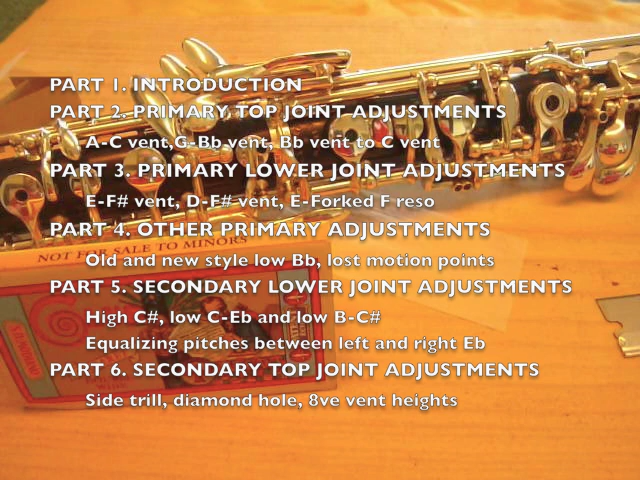 PART 1. INTRODUCTION
PART 2. PRIMARY TOP JOINT ADJUSTMENTS
A-C vent,G-Bb vent, Bb vent to C vent
PART 3. PRIMARY LOWER JOINT ADJUSTMENTS
E-F# vent, D-F# vent, E-Forked F reso
PART 4. OTHER PRIMARY ADJUSTMENTS
NOT FOR SALE TO MINORS
Old and new style low Bb, lost motion points
PART 5. SECONDARY LOWER JOINT ADJUSTMENTS
High C#, low C-Eb and low B-C#
Equalizing pitches between left and right Eb
PART 6. SECONDARY TOP JOINT ADJUSTMENTS
Side trill, diamond hole, 8ve vent heights